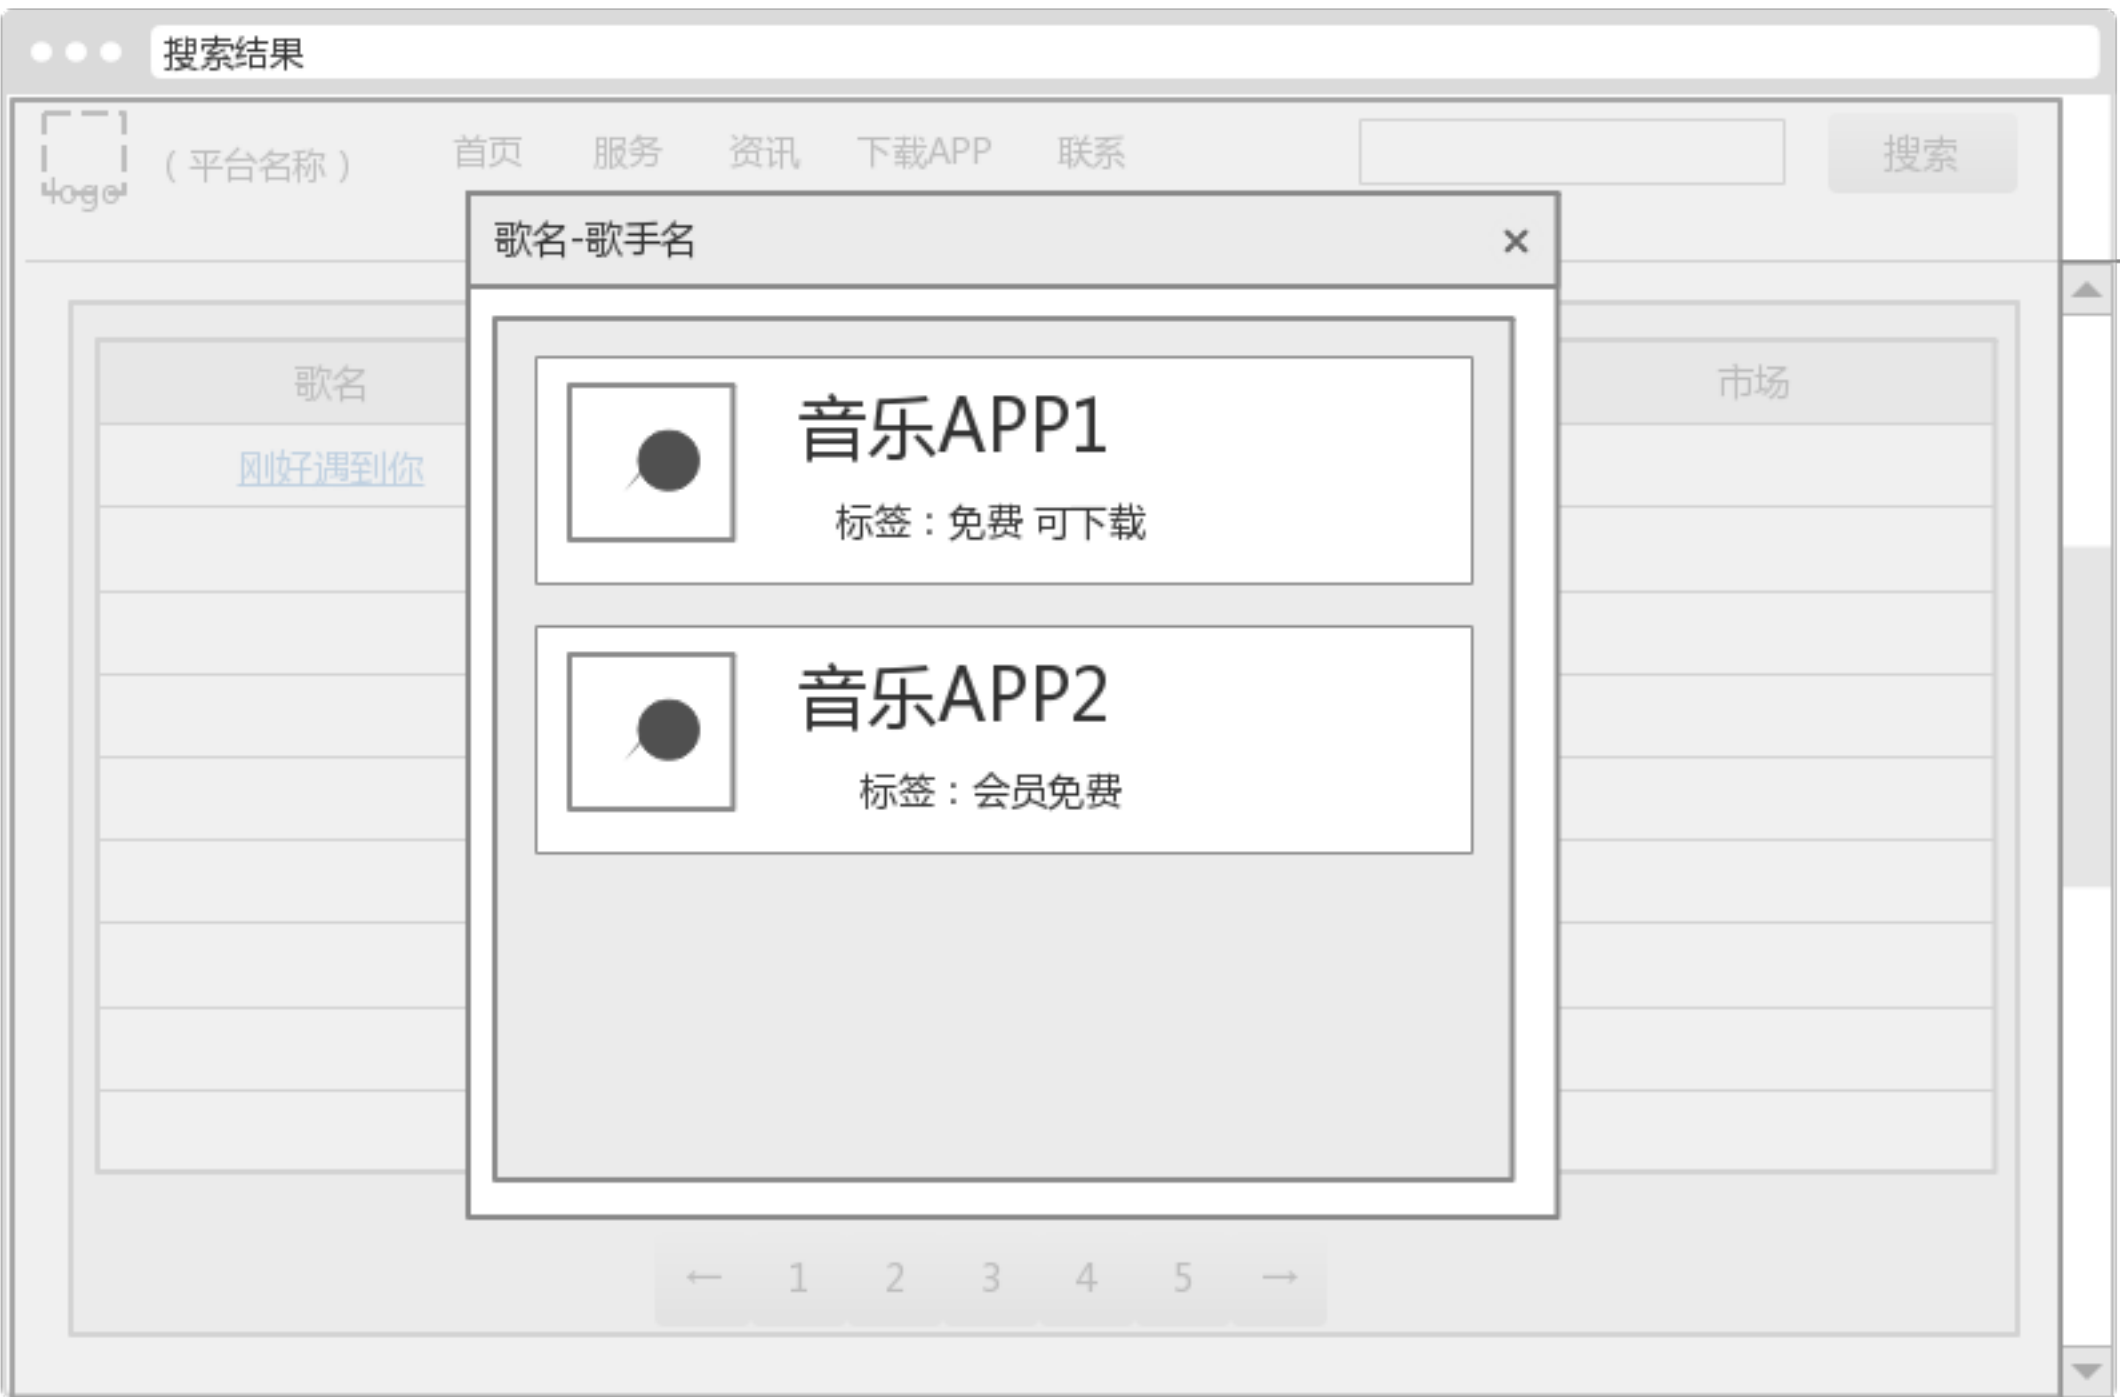 搜索结果
logo
（平台名称）
首页 服务 资讯 下载APP 联系
搜索
歌名-歌手名 ×
歌名
市场
刚好遇到你
音乐APP1
标签：免费 可下载
音乐APP2
标签：会员免费
← 1 2 3 4 5 →